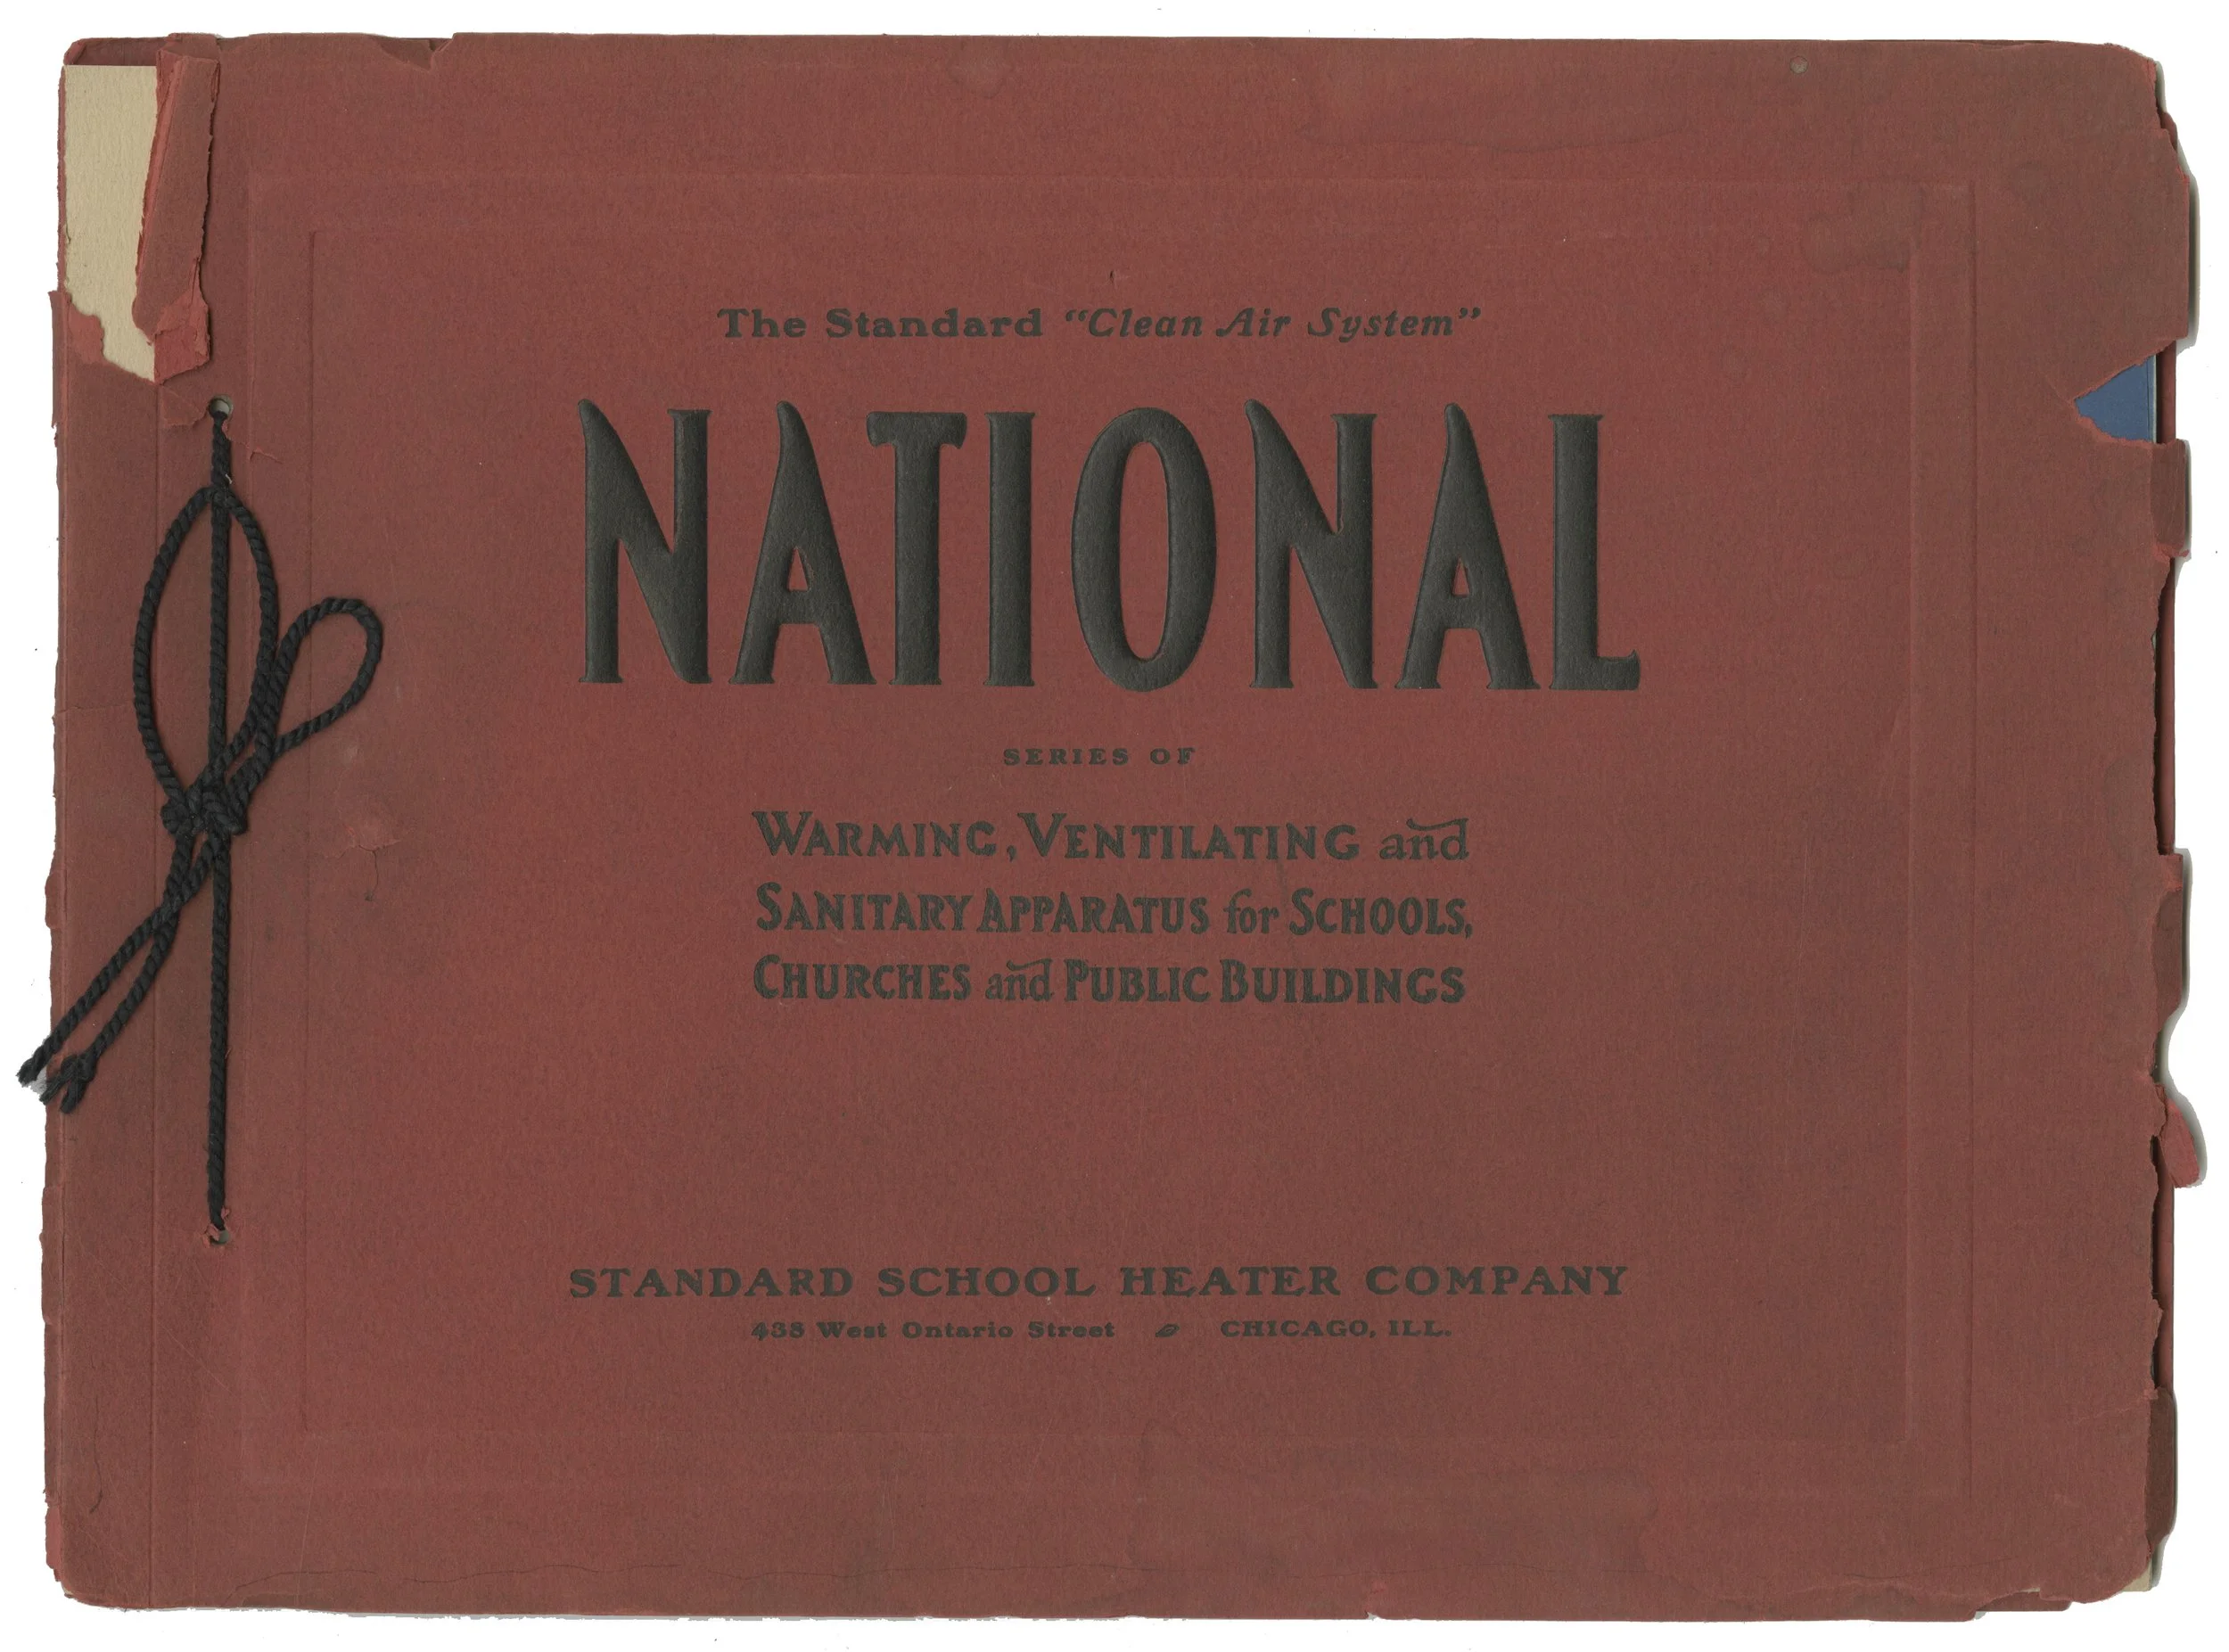 The Standard “Clean Air System”
NATIONAL
SERIES OF
WARMING, VENTILATING and
SANITARY APPARATUS for SCHOOLS,
CHURCHES and PUBLIC BUILDINGS
STANDARD SCHOOL HEATER COMPANY
438 West Ontario Street CHICAGO, ILL.